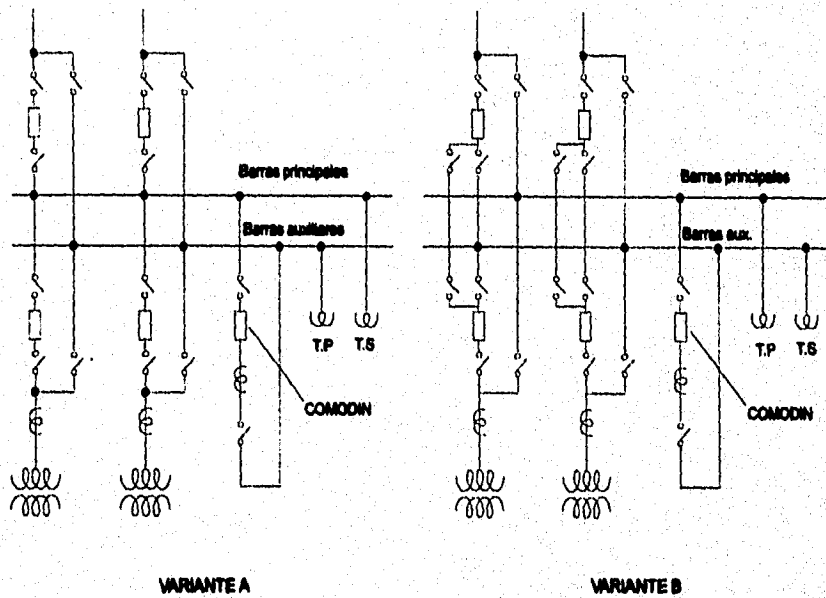 Barras principales
Barras auxiliares
T.P
T.S
COMODIN
VARIANTE A
Barras principales
Barras aux.
T.P
T.S
COMODIN
VARIANTE B